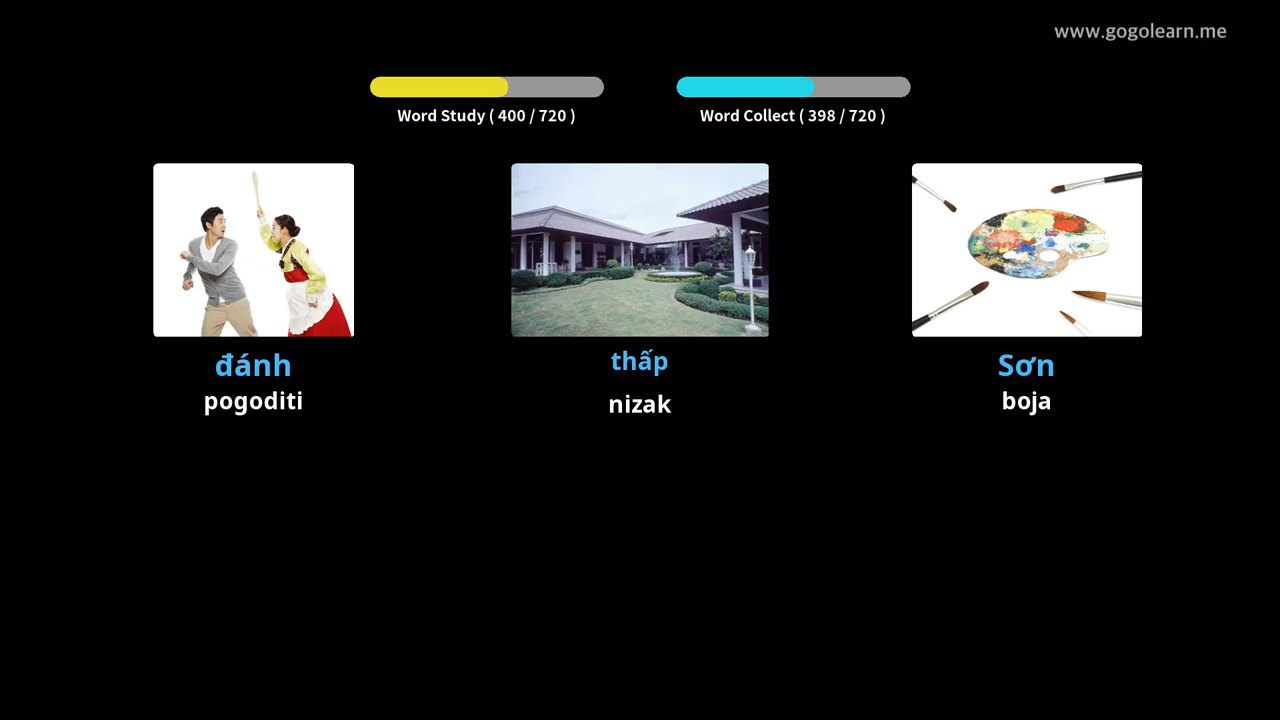 www.gogolearn.me
Word Study ( 400 / 720 )
Word Collect ( 398 / 720 )
đánh
pogoditi
thấp
nizak
Sơn
boja